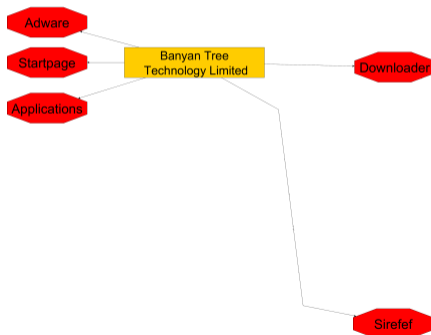 Adware
Banyan Tree
Technology Limited
Startpage
Downloader
Applications
Sirefef